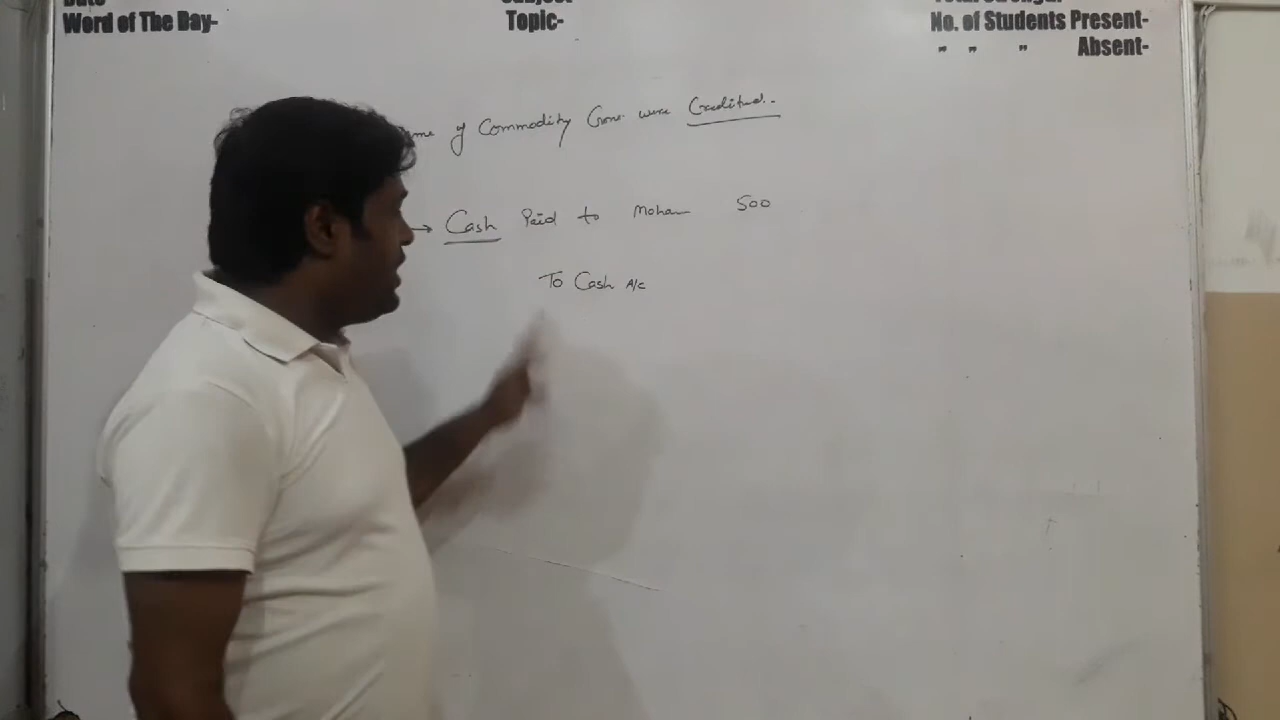 Word of The Day-
Topic-
No. of Students Present-
" " " Absent-
me of Commodity were Credited.
→ Cash Paid to Mohan 500
To Cash A/c